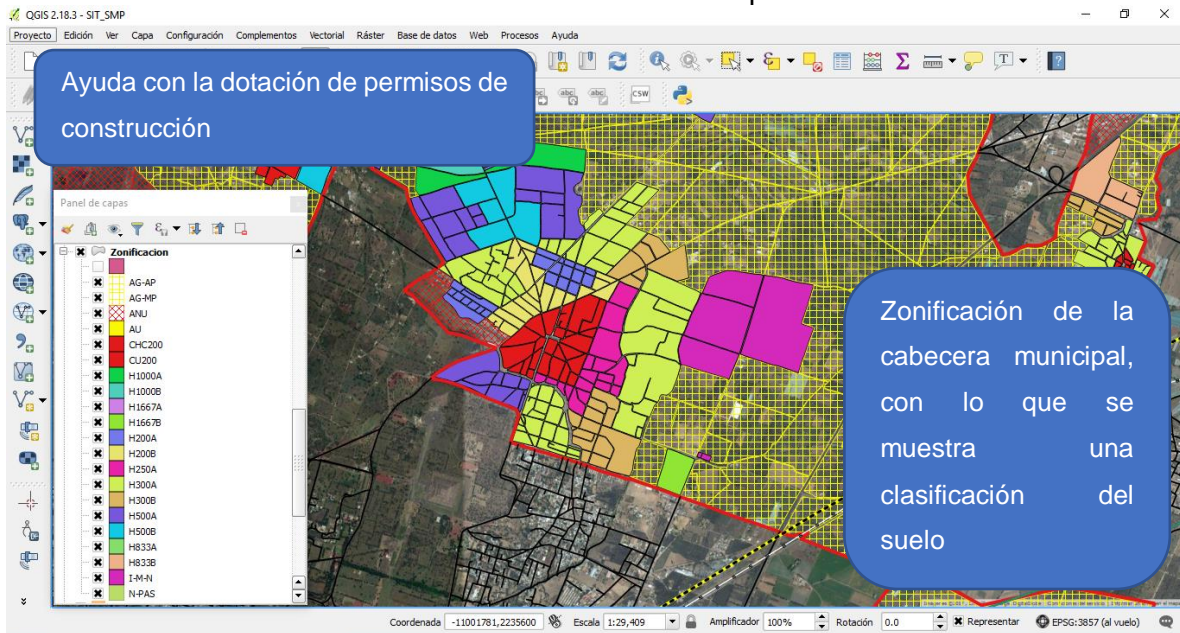 QGIS 2.18.3 - SIT_SMP
Proyecto Edición Ver Capa Configuración Complementos Vectorial Ráster Base de datos Web Procesos Ayuda
Ayuda con la dotación de permisos de
construcción
abc abc abc CSW
Panel de capas
Zonificacion
AG-AP
AG-MP
ANU
AU
CHC200
CU200
H1000A
H1000B
H1667A
H1667B
H200A
H200B
H250A
H300A
H300B
H500A
H500B
H833A
H833B
I-M-N
N-PAS
Zonificación de la
cabecera municipal,
con lo que se
muestra una
clasificación del
suelo
Coordenada -11001781,2235600 Escala 1:29,409 Amplificador 100% Rotación 0.0 Representar EPSG:3857 (al vuelo)